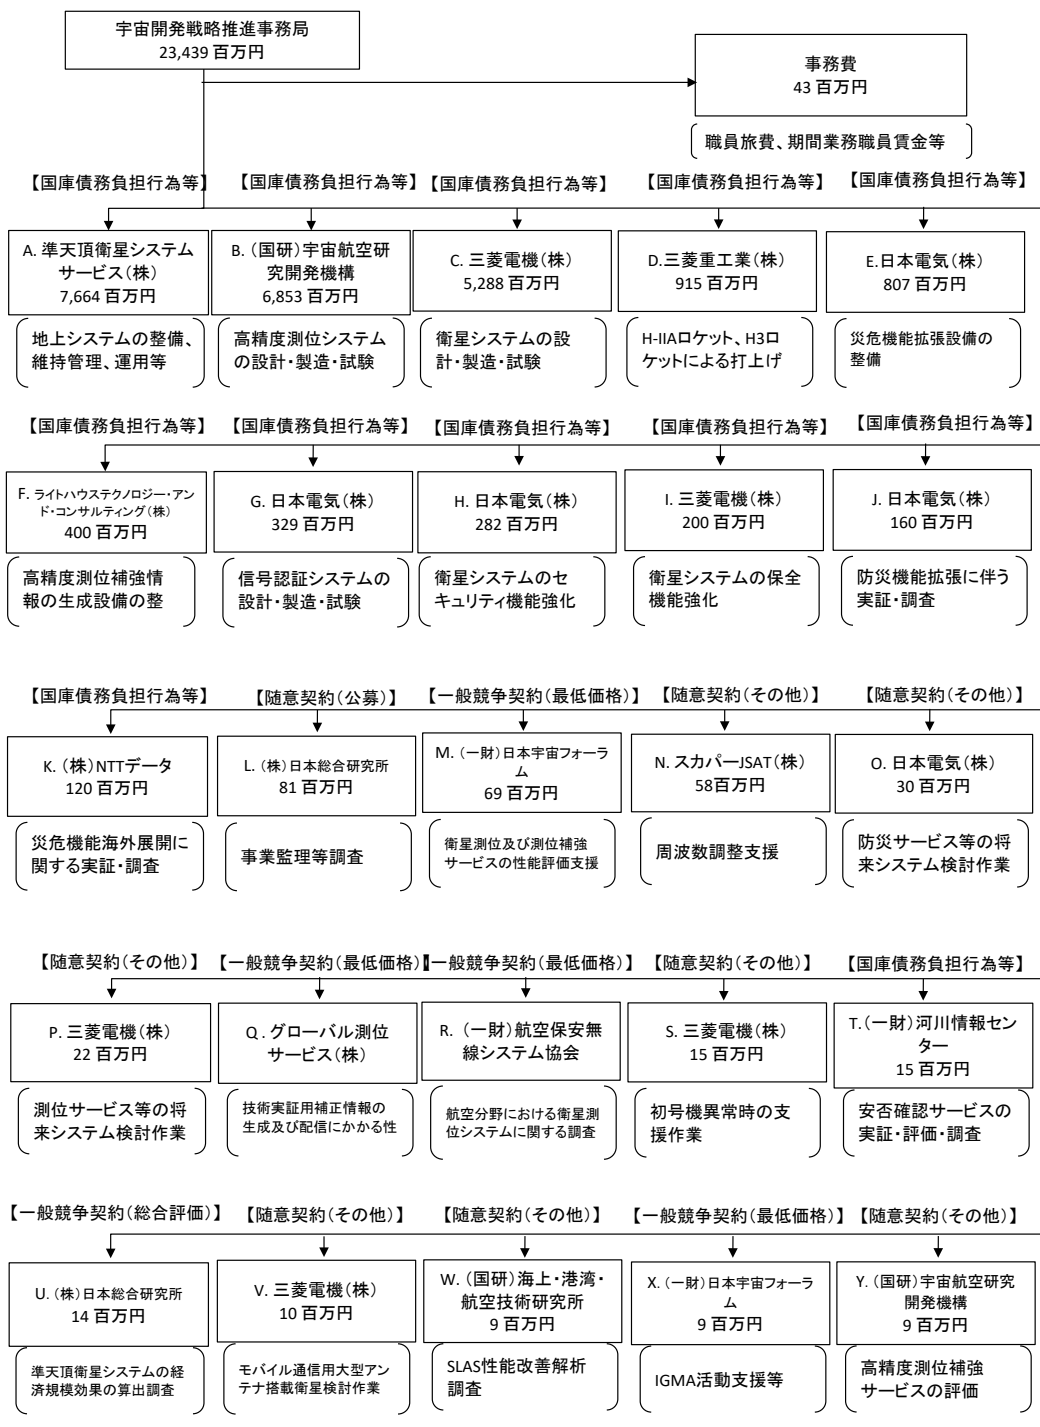 宇宙開発戦略推進事務局
23,439 百万円
事務費
43 百万円
職員旅費、期間業務職員賃金等
【国庫債務負担行為等】
【国庫債務負担行為等】
【国庫債務負担行為等】
【国庫債務負担行為等】
【国庫債務負担行為等】
A. 準天頂衛星システム
サービス(株)
7,664 百万円
B. (国研)宇宙航空研
究開発機構
6,853 百万円
C. 三菱電機(株)
5,288 百万円
D.三菱重工業(株)
915 百万円
E.日本電気(株)
807 百万円
地上システムの整備、
維持管理、運用等
高精度測位システム
の設計・製造・試験
衛星システムの設
計・製造・試験
H-IIAロケット、H3ロ
ケットによる打上げ
災危機能拡張設備の
整備
【国庫債務負担行為等】
【国庫債務負担行為等】
【国庫債務負担行為等】
【国庫債務負担行為等】
【国庫債務負担行為等】
F. ライトハウステクノロジー・アン
ド・コンサルティング(株)
400 百万円
G. 日本電気(株)
329 百万円
H. 日本電気(株)
282 百万円
I. 三菱電機(株)
200 百万円
J. 日本電気(株)
160 百万円
高精度測位補強情
報の生成設備の整
信号認証システムの
設計・製造・試験
衛星システムのセ
キュリティ機能強化
衛星システムの保全
機能強化
防災機能拡張に伴う
実証・調査
【国庫債務負担行為等】
【随意契約(公募)】
【一般競争契約(最低価格)】
【随意契約(その他)】
【随意契約(その他)】
K. (株)NTTデータ
120 百万円
L. (株)日本総合研究所
81 百万円
M. (一財)日本宇宙フォーラ
ム
69 百万円
N. スカパーJSAT(株)
58百万円
O. 日本電気(株)
30 百万円
災危機能海外展開に
関する実証・調査
事業監理等調査
衛星測位及び測位補強
サービスの性能評価支援
周波数調整支援
防災サービス等の将
来システム検討作業
【随意契約(その他)】
【一般競争契約(最低価格)】
【一般競争契約(最低価格)】
【随意契約(その他)】
【国庫債務負担行為等】
P. 三菱電機(株)
22 百万円
Q . グローバル測位
サービス(株)
R. (一財)航空保安無
線システム協会
S. 三菱電機(株)
15 百万円
T. (一財)河川情報セン
ター
15 百万円
測位サービス等の将
来システム検討作業
技術実証用補正情報の
生成及び配信にかかる性
航空分野における衛星測
位システムに関する調査
初号機異常時の支
援作業
安否確認サービスの
実証・評価・調査
【一般競争契約(総合評価)】
【随意契約(その他)】
【随意契約(その他)】
【一般競争契約(最低価格)】
【随意契約(その他)】
U. (株)日本総合研究所
14 百万円
V. 三菱電機(株)
10 百万円
W. (国研)海上・港湾・
航空技術研究所
9 百万円
X. (一財)日本宇宙フォーラ
ム
9 百万円
Y. (国研)宇宙航空研究
開発機構
9 百万円
準天頂衛星システムの経
済規模効果の算出調査
モバイル通信用大型アン
テナ搭載衛星検討作業
SLAS性能改善解析
調査
IGMA活動支援等
高精度測位補強
サービスの評価